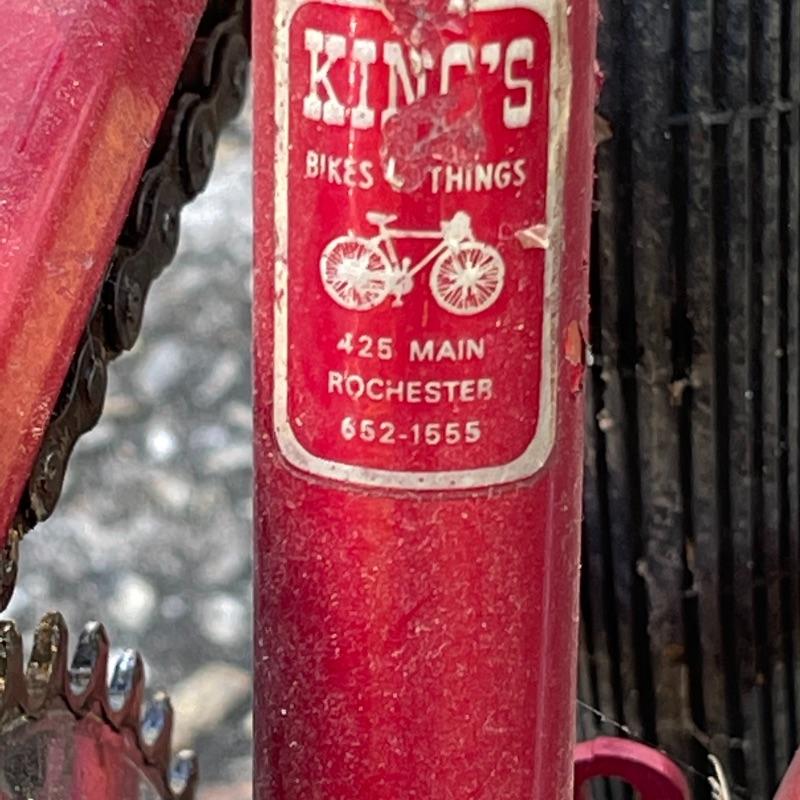 KING'S
BIKES & THINGS
425 MAIN
ROCHESTER
652-1555